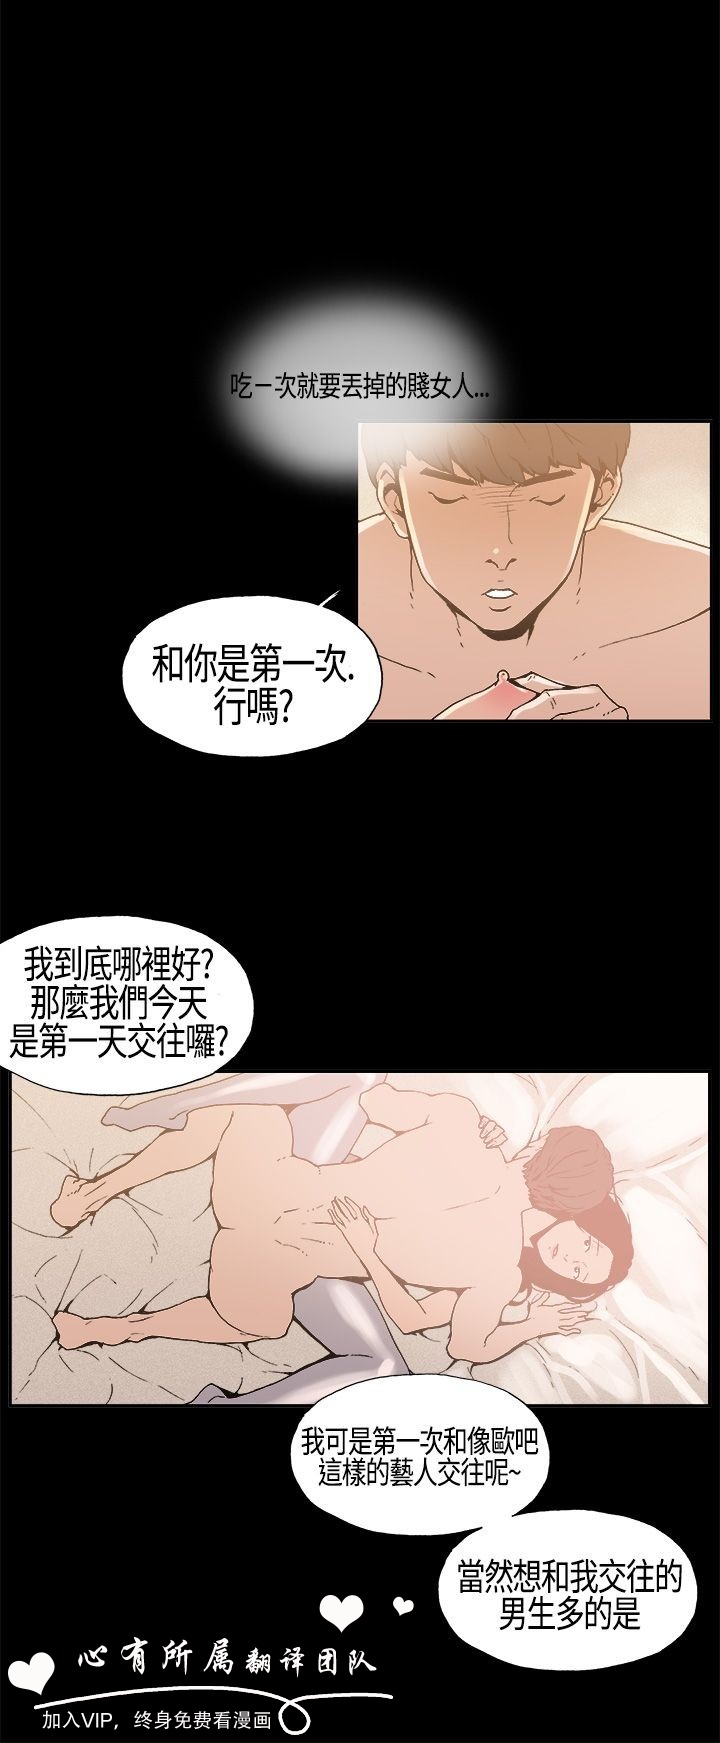 吃一次就要丟掉的賤女人...
和你是第一次.
行嗎?
我到底哪裡好?
那麼我們今天
是第一天交往囉?
我可是第一次和像歐吧
這樣的藝人交往呢~
當然想和我交往的
男生多的是
心有所属翻译团队
加入VIP，终身免费看漫画